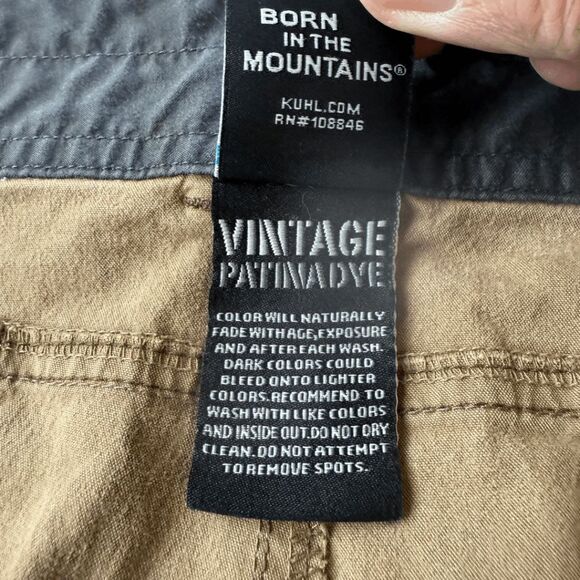 BORN
IN THE
MOUNTAINS®
KUHL.COM
RN#108846
VINTAGE
PATINA DYE
COLOR WILL NATURALLY
FADE WITH AGE, EXPOSURE
AND AFTER EACH WASH.
DARK COLORS COULD
BLEED ONTO LIGHTER
COLORS. RECOMMEND TO
WASH WITH LIKE COLORS
AND INSIDE OUT. DO NOT DRY
CLEAN. DO NOT ATTEMPT
TO REMOVE SPOTS.